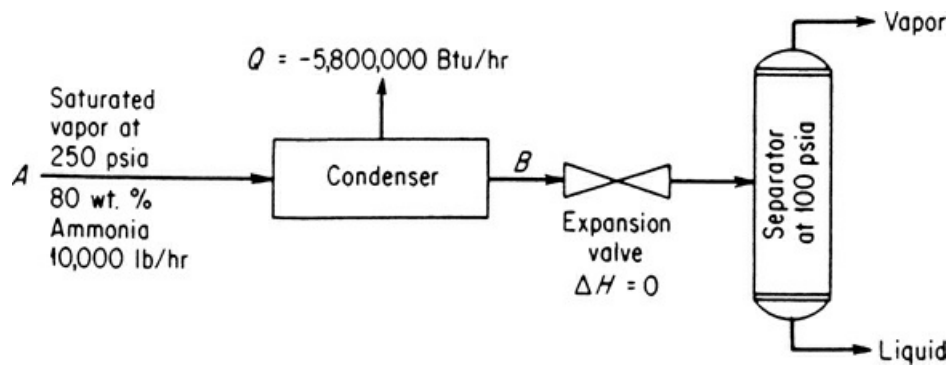 Vapor
Q = -5,800,000 Btu/hr
Saturated
vapor at
250 psia
A
80 wt. %
Ammonia
10,000 lb/hr
Condenser
B
Expansion
valve
ΔH = 0
Separator
at 100 psia
Liquid